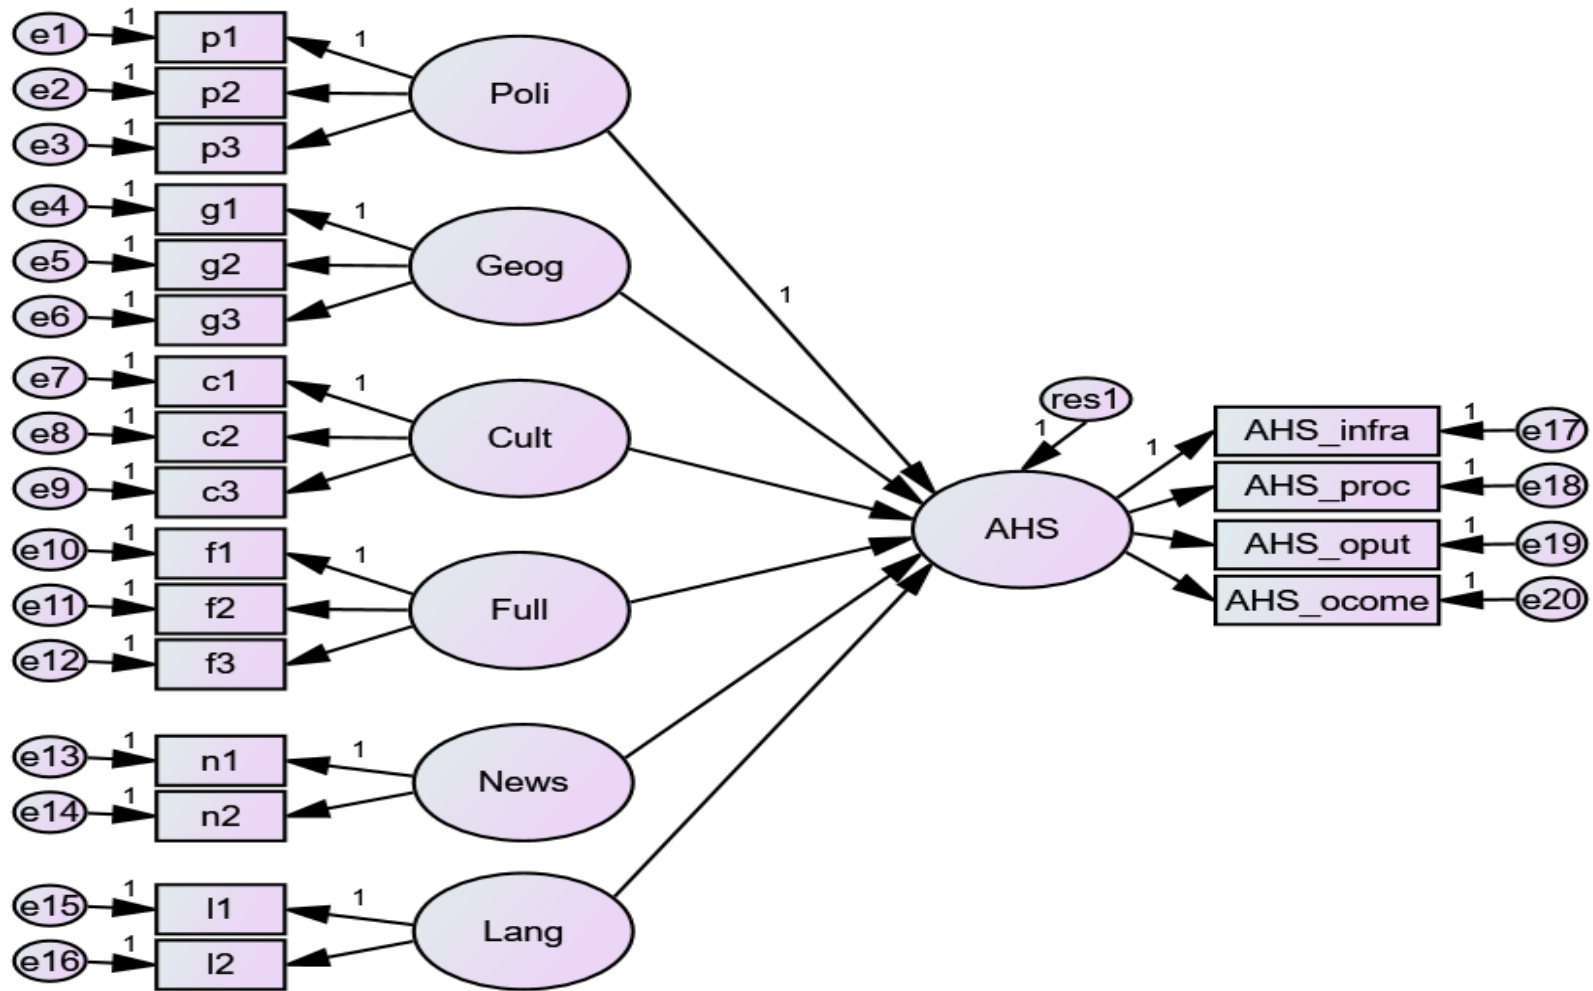 e1 1 p1 1
e2 1 p2 Poli
e3 1 p3
e4 1 g1 1
e5 1 g2 Geog
e6 1 g3 1
e7 1 c1 1
e8 1 c2 Cult
e9 1 c3
res1
1
e10 1 f1 1
e11 1 f2 Full
e12 1 f3
AHS
1 AHS_infra 1 e17
AHS_proc 1 e18
AHS_oput 1 e19
AHS_ocome 1 e20
e13 1 n1 1
e14 1 n2 News
e15 1 l1 1
e16 1 l2 Lang